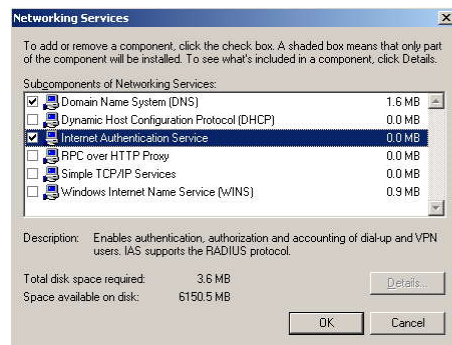 Networking Services
To add or remove a component, click the check box. A shaded box means that only part
of the component will be installed. To see what's included in a component, click Details.
Subcomponents of Networking Services:
Domain Name System (DNS) 1.6 MB
Dynamic Host Configuration Protocol (DHCP) 0.0 MB
Internet Authentication Service 0.0 MB
RPC over HTTP Proxy 0.0 MB
Simple TCP/IP Services 0.0 MB
Windows Internet Name Service (WINS) 0.9 MB
Description: Enables authentication, authorization and accounting of dial-up and VPN
users. IAS supports the RADIUS protocol.
Total disk space required: 3.6 MB
Space available on disk: 6150.5 MB
Details...
OK Cancel